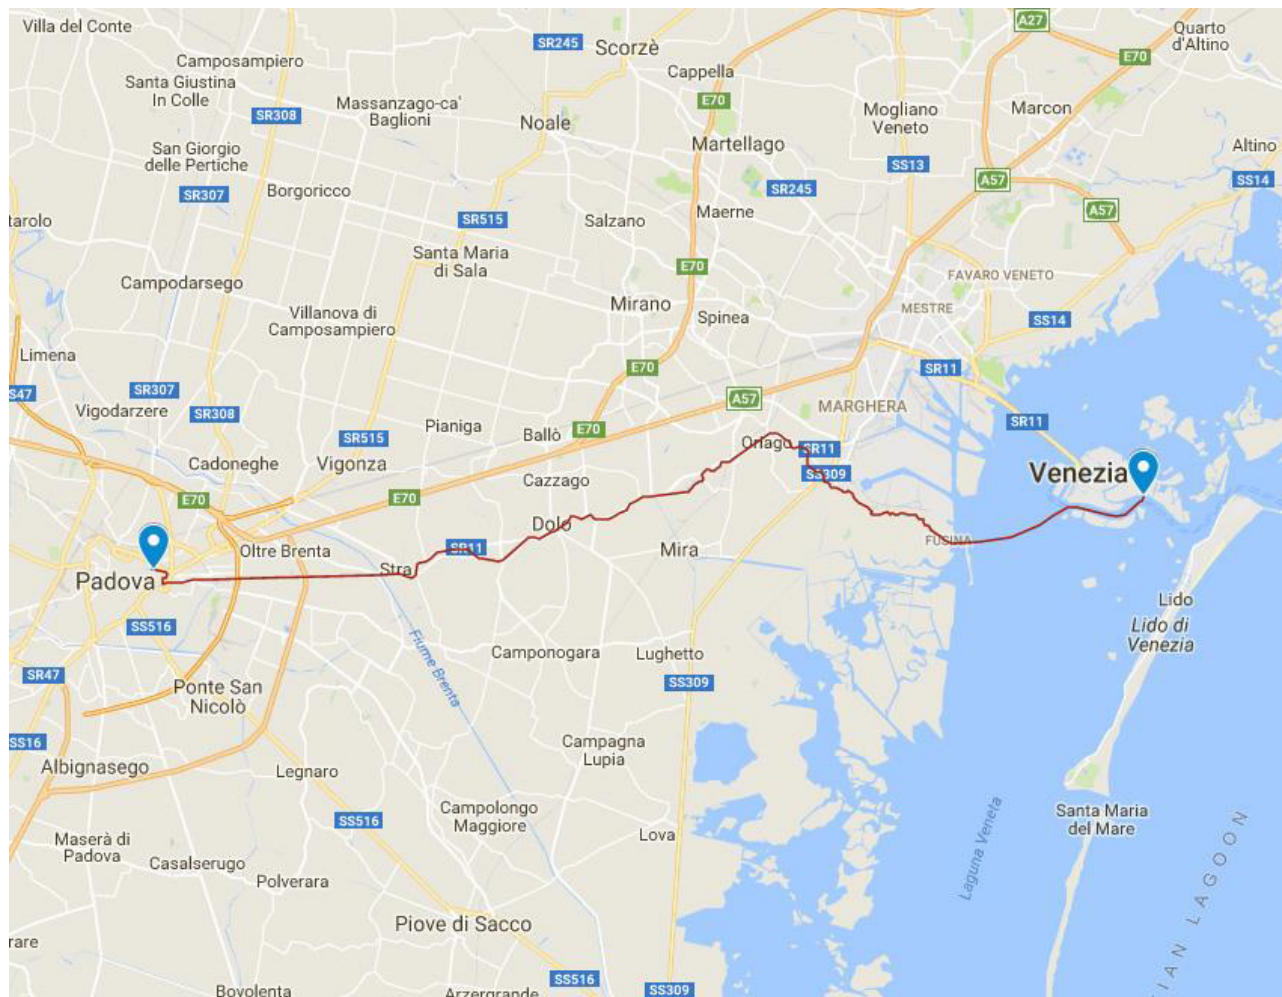 Villa del Conte
Camposampiero
SR245
Scorzè
A27
Quarto
d'Altino
E70
Cappella
Santa Giustina
In Colle
SR308
Massanzago-ca'
Baglioni
E70
Mogliano
Veneto
Marcon
Noale
Martellago
Altino
San Giorgio
delle Pertiche
SS13
SR307
Borgoricco
SR245
A57
SS14
tarolo
SR515
Salzano
Maerne
A57
Santa Maria
di Sala
E70
FAVARO VENETO
Campodarsego
Mirano
MESTRE
Villanova di
Camposampiero
Spinea
SS14
Limena
E70
SR11
S47
SR307
A57
MARGHERA
Vigodarzere
SR308
Pianiga
Ballò
E70
SR11
SR515
Oriago
SR11
Cadoneghe
Vigonza
SS309
Venezia
Cazzago
E70
E70
Dolo
Oltre Brenta
SR11
Mira
FUSINA
Stra
Padova
SS516
Lido
Lido di
Venezia
Fiume Brenta
Camponogara
Lughetto
SR47
SS309
Ponte San
Nicolò
SS16
Campagna
Lupia
Albignasego
Legnaro
Santa Maria
del Mare
Campolongo
Maggiore
SS516
Lova
Laguna Veneta
Maserà di
Padova
Casalserugo
Polverara
IAN LAGOON
Piove di Sacco
rare
SS516
SS309
Bovolenta
Arzergrande